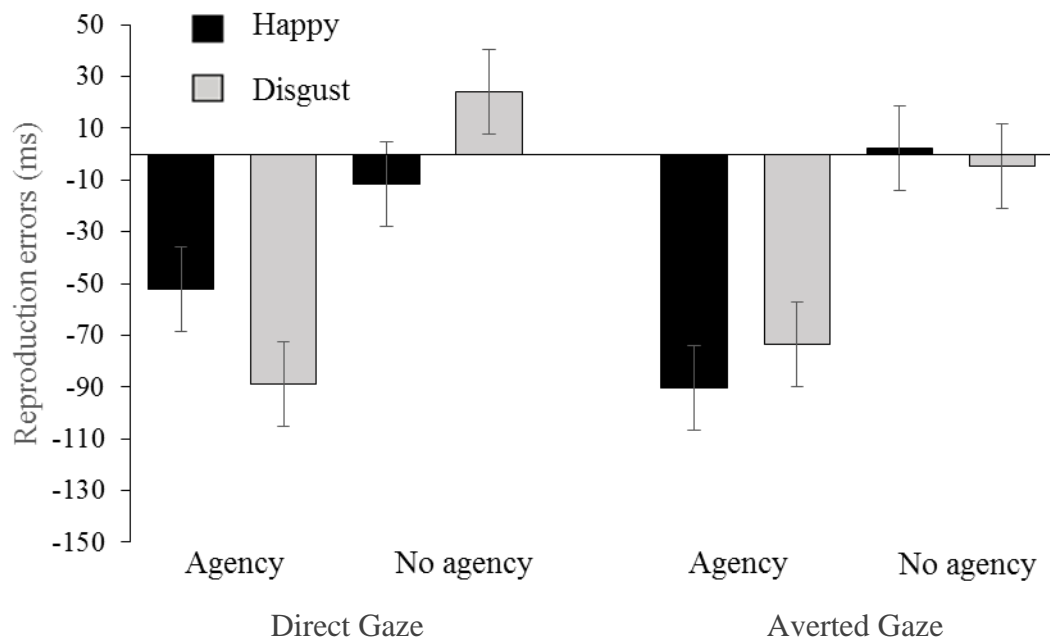 Happy
Disgust
Reproduction errors (ms)
50
30
10
-10
-30
-50
-70
-90
-110
-130
-150
Agency No agency Agency No agency
Direct Gaze Averted Gaze